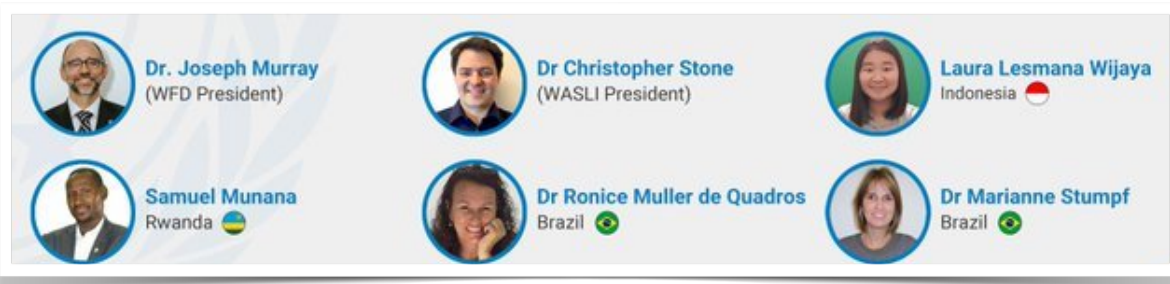 Dr. Joseph Murray
(WFD President)
Dr Christopher Stone
(WASLI President)
Laura Lesmana Wijaya
Indonesia
Samuel Munana
Rwanda
Dr Ronice Muller de Quadros
Brazil
Dr Marianne Stumpf
Brazil